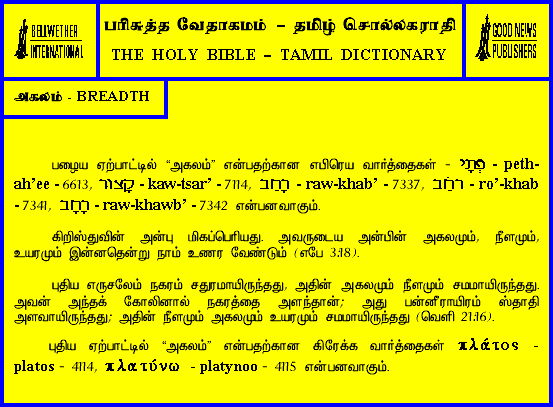 BELLWETHER
INTERNATIONAL
பரிசுத்த வேதாகமம் – தமிழ் சொல்லகராதி
THE HOLY BIBLE – TAMIL DICTIONARY
GOOD NEWS
PUBLISHERS
அகலம் - BREADTH
பழைய ஏற்பாட்டில் “அகலம்” என்பதற்கான எபிரெய வார்த்தைகள் - פְּתָי - peth-
ah’ee - 6613, קָצוּר - kaw-tsar’ - 7114, רָחַב - raw-khab’ - 7337, רֹחַב - ro’-khab
- 7341, רָחָב - raw-khawb’ - 7342 என்பனவாகும்.
கிறிஸ்துவின் அன்பு மிகப்பெரியது. அவருடைய அன்பின் அகலமும், நீளமும்,
உயரமும் இன்னதென்று நாம் உணர வேண்டும் (எபே 3:18).
புதிய எருசலேம் நகரம் சதுரமாயிருந்தது, அதின் அகலமும் நீளமும் சமமாயிருந்தது.
அவன் அந்தக் கோலினால் நகரத்தை அளந்தான்; அது பன்னீராயிரம் ஸ்தாதி
அளவாயிருந்தது; அதின் நீளமும் அகலமும் உயரமும் சமமாயிருந்தது (வெளி 21:16).
புதிய ஏற்பாட்டில் “அகலம்” என்பதற்கான கிரேக்க வார்த்தைகள் πλάτος -
platos - 4114, πλατύνω - platynoo - 4115 என்பனவாகும்.